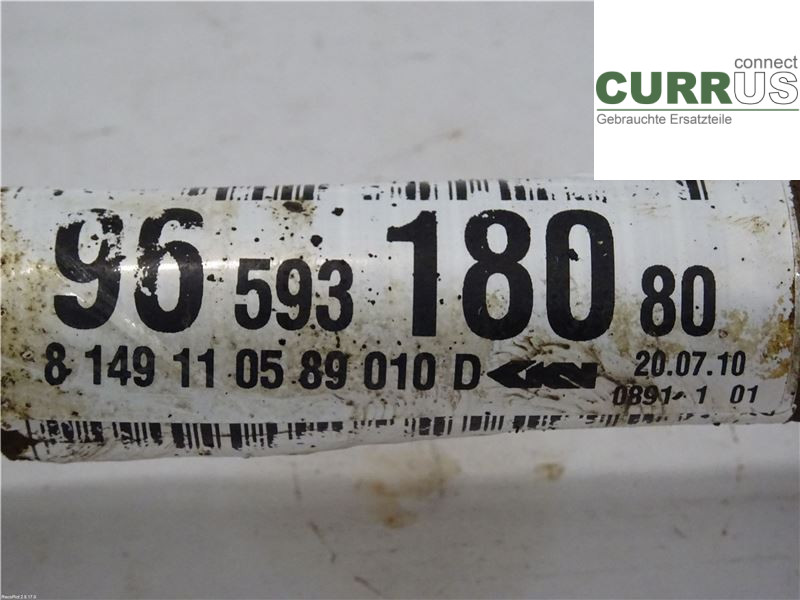 connect
CURRUS
Gebrauchte Ersatzteile
96 593 180 80
8 149 11 05 89 010 D GKN 20.07.10
0891 1 01